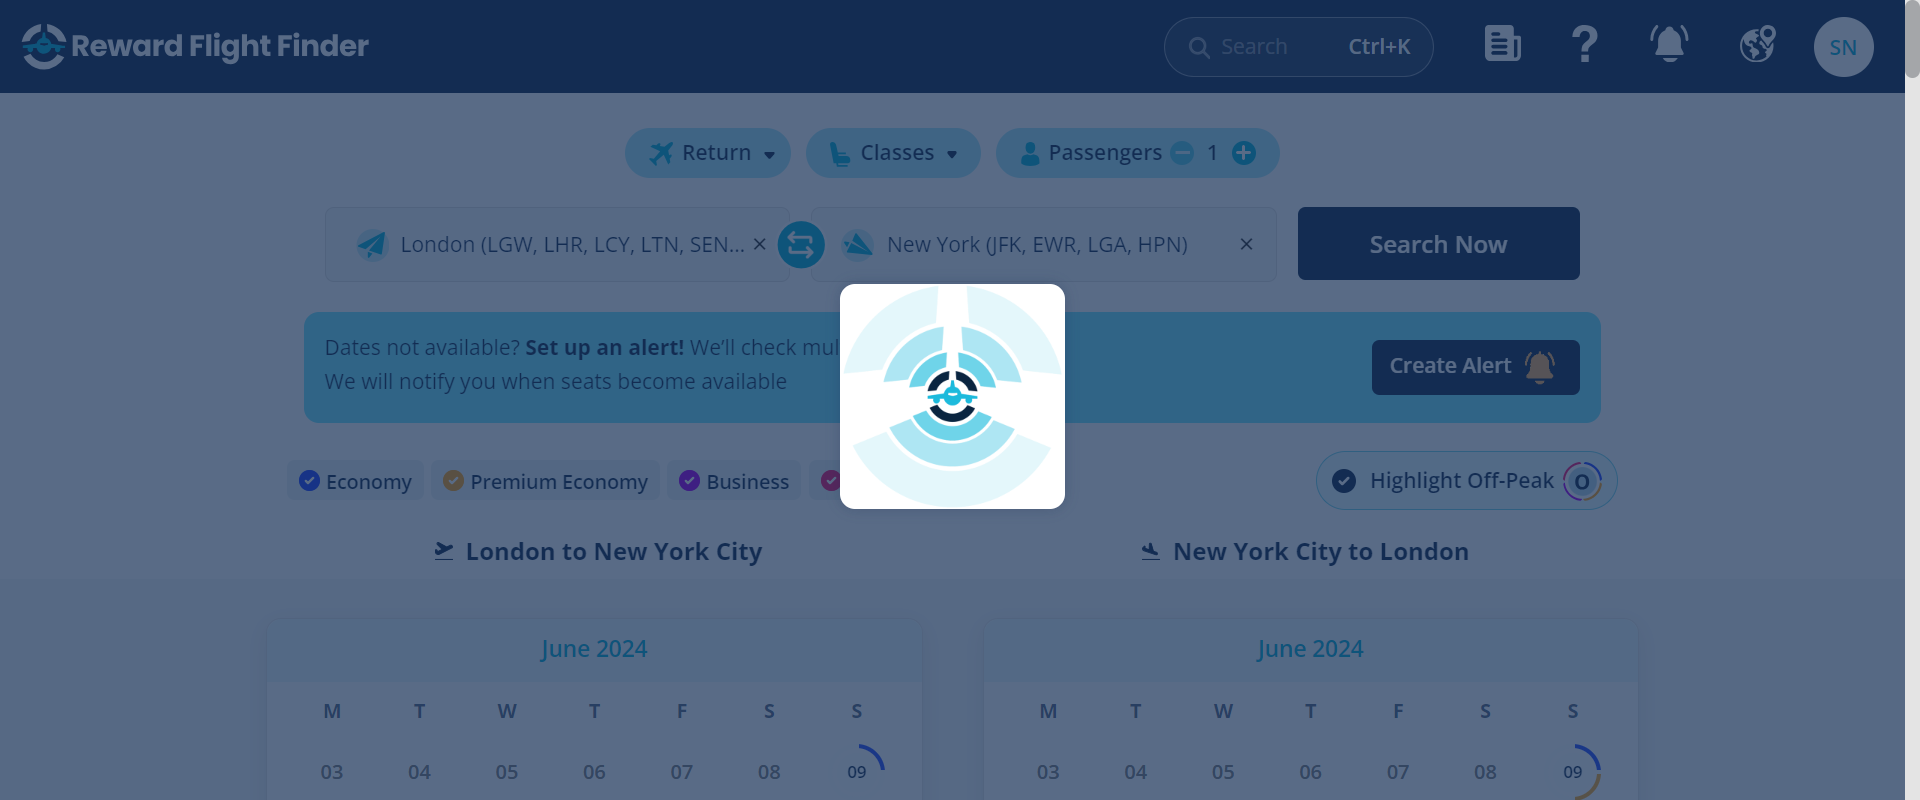 Reward Flight Finder
Search Ctrl+K
SN
Return
Classes
Passengers 1
London (LGW, LHR, LCY, LTN, SEN...
New York (JFK, EWR, LGA, HPN)
Search Now
Dates not available? Set up an alert! We'll check
We will notify you when seats become available
Create Alert
Economy
Premium Economy
Business
Highlight Off-Peak O
London to New York City
New York City to London
June 2024
June 2024
M T W T F S S
M T W T F S S
03 04 05 06 07 08 09
03 04 05 06 07 08 09